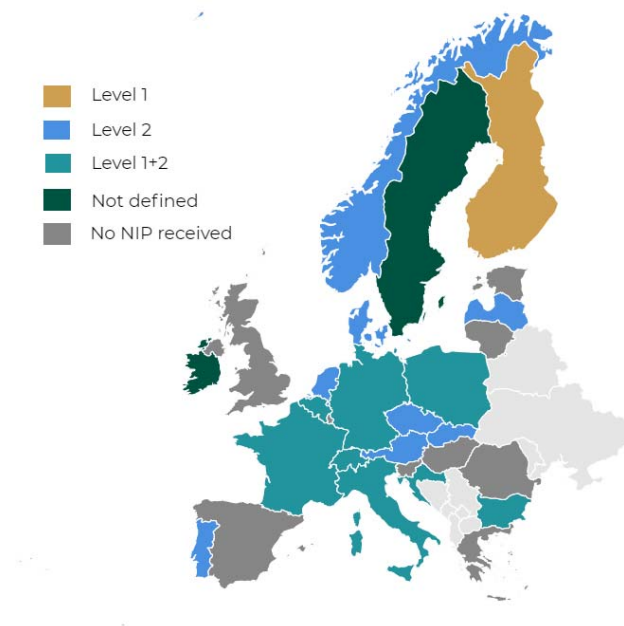 Level 1
Level 2
Level 1+2
Not defined
No NIP received